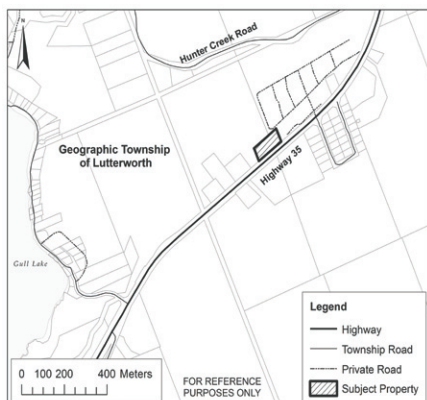 N
Hunter Creek Road
Geographic Township
of Lutterworth
Highway 35
Gull Lake
Legend
Highway
Township Road
Private Road
Subject Property
0 100 200 400 Meters
FOR REFERENCE
PURPOSES ONLY